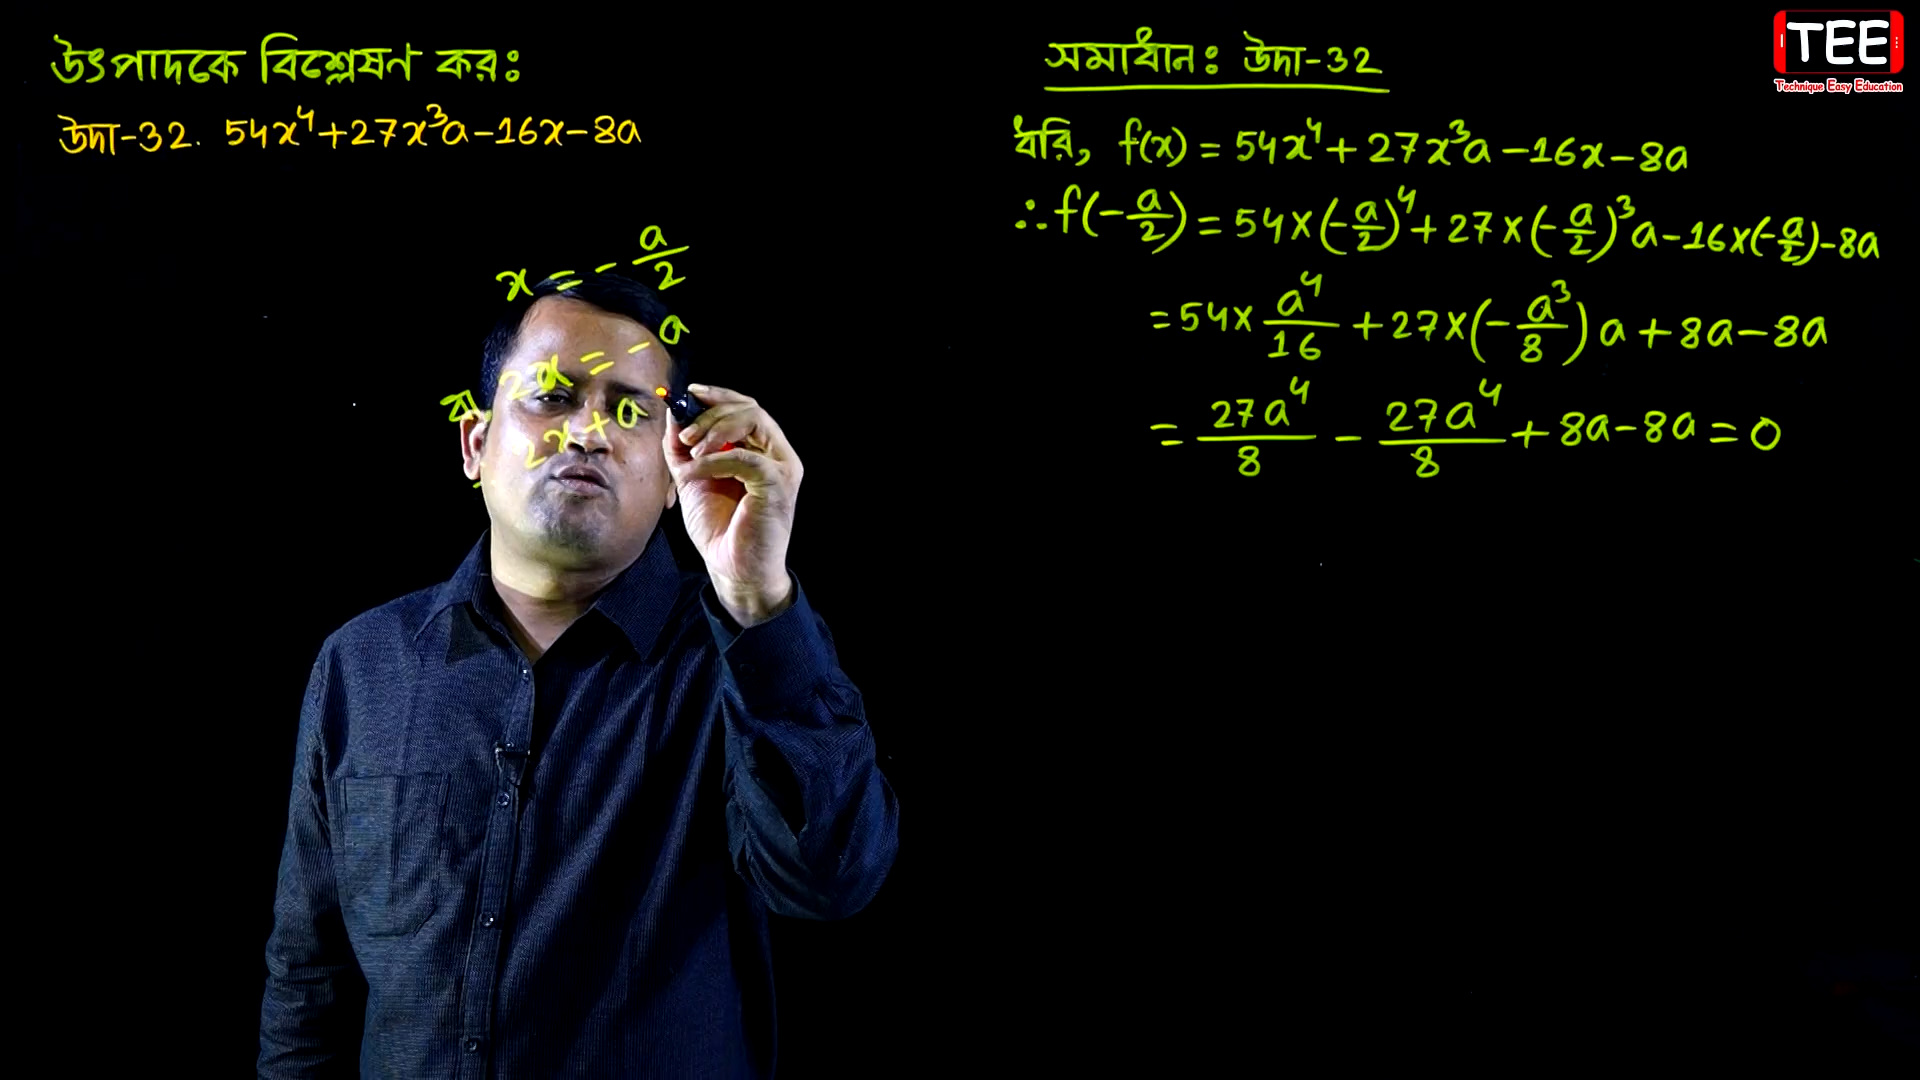 উৎপাদকে বিশ্লেষণ কর:
উদা-32. 54x⁴+27x³a-16x-8a
x = - a/2
বা, 2x = - a
2x+a
সমাধান: উদা-32
ধরি, f(x) = 54x⁴+27x³a-16x-8a
∴ f(-a/2) = 54×(-a/2)⁴+27×(-a/2)³a-16×(-a/2)-8a
= 54× a⁴/16 + 27×(- a³/8) a + 8a - 8a
= 27a⁴/8 - 27a⁴/8 + 8a - 8a = 0
TEE
Technique Easy Education